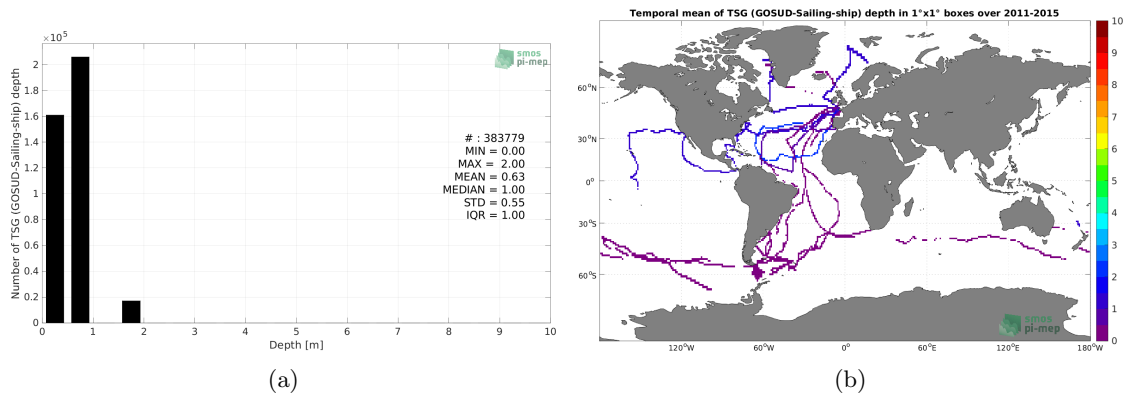 ×10⁵
2
1.8
1.6
1.4
1.2
1
0.8
0.6
0.4
0.2
0
Number of TSG (GOSUD-Sailing-ship) depth
smos
pi-mep
# : 383779
MIN = 0.00
MAX = 2.00
MEAN = 0.63
MEDIAN = 1.00
STD = 0.55
IQR = 1.00
0 1 2 3 4 5 6 7 8 9 10
Depth [m]
(a)
Temporal mean of TSG (GOSUD-Sailing-ship) depth in 1°x1° boxes over 2011-2015
60°N
30°N
0°
30°S
60°S
smos
pi-mep
120°W 60°W 0° 60°E 120°E 180°W
10
9
8
7
6
5
4
3
2
1
0
(b)